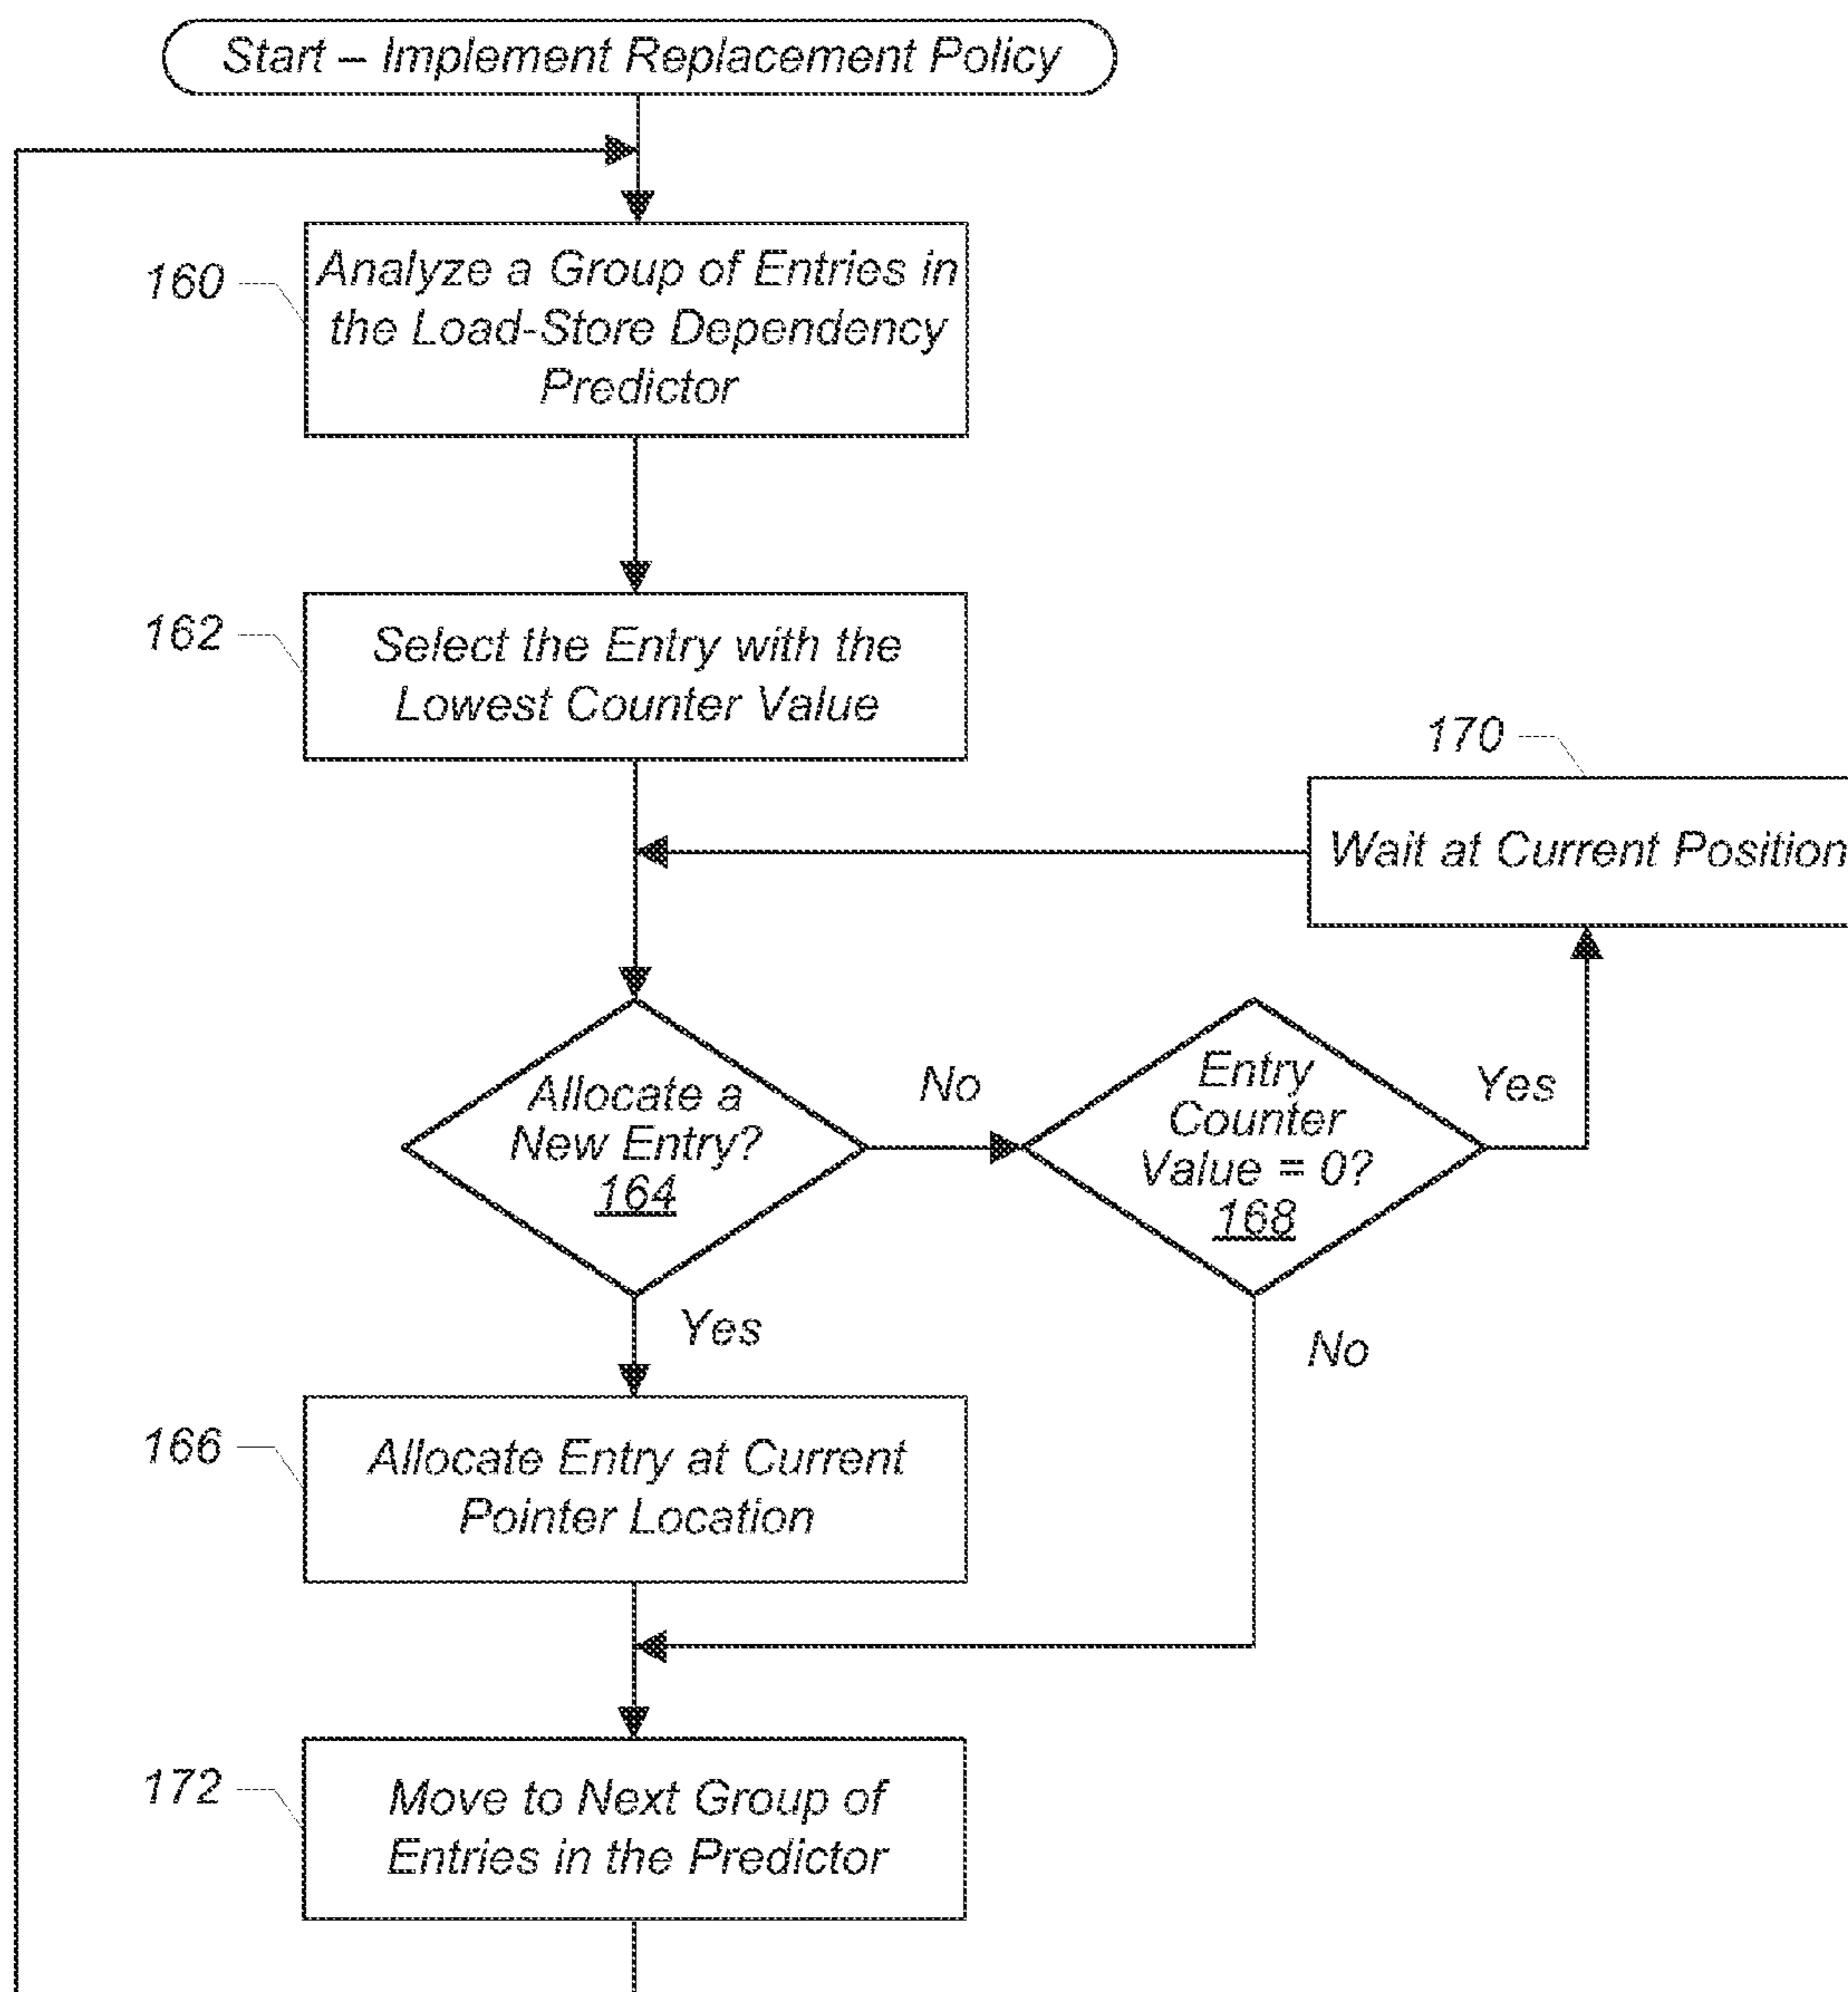 Start – Implement Replacement Policy
160
Analyze a Group of Entries in
the Load-Store Dependency
Predictor
162
Select the Entry with the
Lowest Counter Value
170
Wait at Current Position
Allocate a
New Entry?
164
No
Entry
Counter
Value = 0?
168
Yes
Yes
No
166
Allocate Entry at Current
Pointer Location
172
Move to Next Group of
Entries in the Predictor